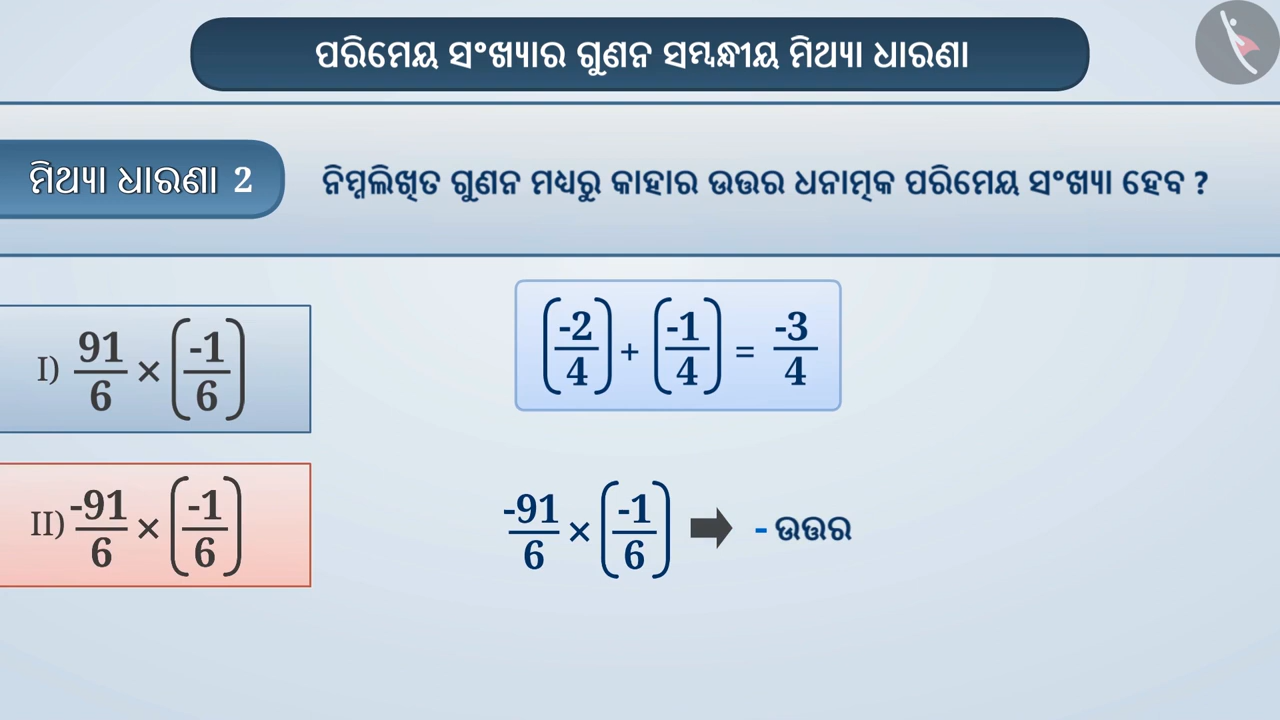 ପରିମେୟ ସଂଖ୍ୟାର ଗୁଣନ ସମ୍ବନ୍ଧୀୟ ମିଥ୍ୟା ଧାରଣା
ମିଥ୍ୟା ଧାରଣା 2
ନିମ୍ନଲିଖିତ ଗୁଣନ ମଧ୍ୟରୁ କାହାର ଉତ୍ତର ଧନାତ୍ମକ ପରିମେୟ ସଂଖ୍ୟା ହେବ ?
I) 91/6 × (-1/6)
(-2/4) + (-1/4) = -3/4
II) -91/6 × (-1/6)
-91/6 × (-1/6) ➡ - ଉତ୍ତର